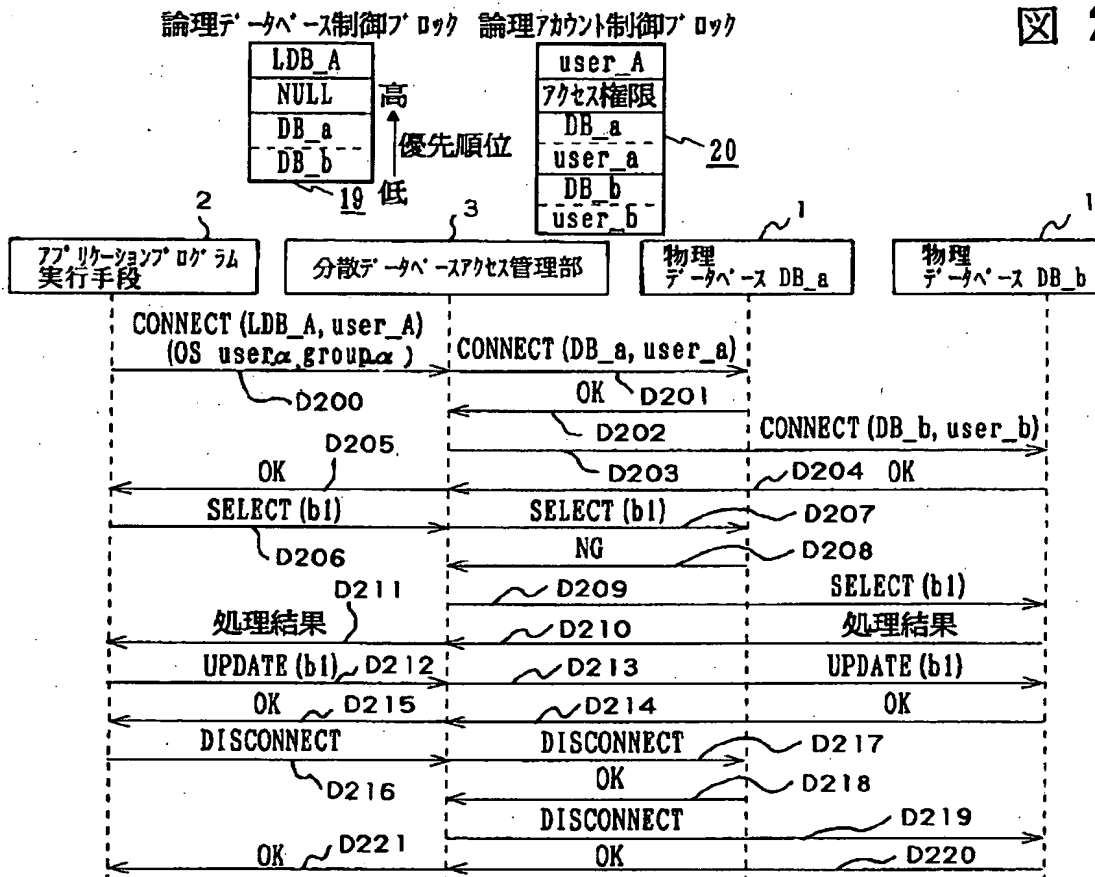 論理データベース制御ブロック 論理アカウント制御ブロック
図 2
LDB_A
NULL
DB_a
DB_b
高
優先順位
低
19
user_A
アクセス権限
DB_a
user_a
DB_b
user_b
20
2
3
1
1
アプリケーションプログラム
実行手段
分散データベースアクセス管理部
物理
データベース DB_a
物理
データベース DB_b
CONNECT (LDB_A, user_A)
(OS userα,groupα)
D200
CONNECT (DB_a, user_a)
D201
OK
D202
CONNECT (DB_b, user_b)
D203
D204 OK
OK D205
SELECT (b1)
D206
SELECT (b1)
D207
NG
D208
D209
SELECT (b1)
D210
処理結果
処理結果
D211
UPDATE (b1)
D212
D213
UPDATE (b1)
D214
OK
OK
D215
DISCONNECT
D216
DISCONNECT
D217
OK
D218
DISCONNECT
D219
OK
D220
OK
D221